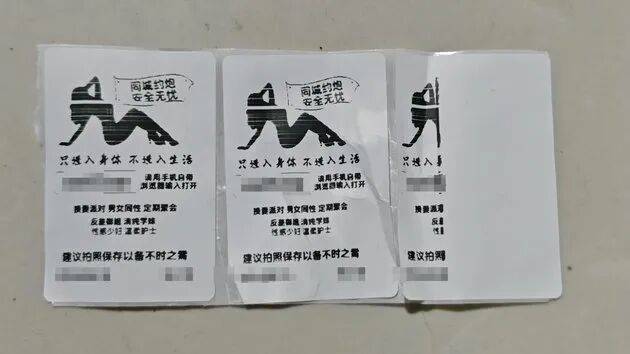 同城约炮
安全无忧
只进入身体 不进入生活
请用手机自带
浏览器输入打开
换妻派对 男女同性 定期聚会
反差御姐 清纯学妹
性感少妇 温柔护士
建议拍照保存以备不时之需
同城约炮
安全无忧
只进入身体 不进入生活
请用手机自带
浏览器输入打开
换妻派对 男女同性 定期聚会
反差御姐 清纯学妹
性感少妇 温柔护士
建议拍照保存以备不时之需
只进入
换妻派对
建议拍照